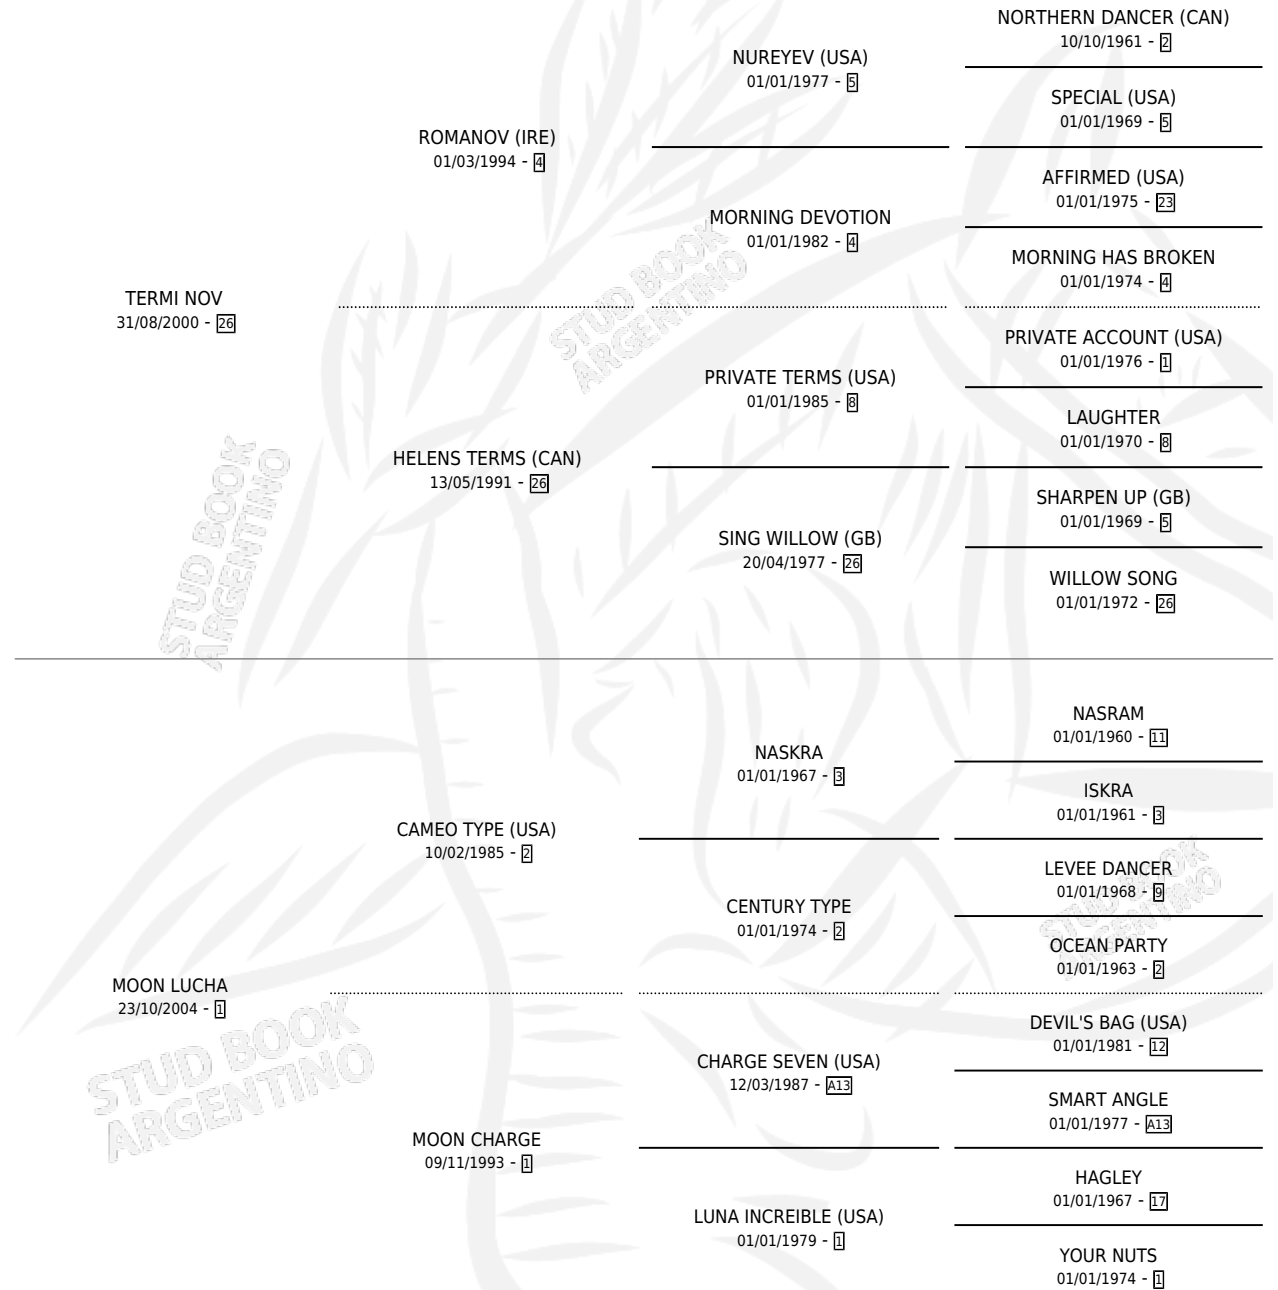 NORTHERN DANCER (CAN)
10/10/1961 - 2
NUREYEV (USA)
01/01/1977 - 5
SPECIAL (USA)
01/01/1969 - 5
ROMANOV (IRE)
01/03/1994 - 4
AFFIRMED (USA)
01/01/1975 - 23
MORNING DEVOTION
01/01/1982 - 4
MORNING HAS BROKEN
01/01/1974 - 4
TERMI NOV
31/08/2000 - 26
PRIVATE ACCOUNT (USA)
01/01/1976 - 1
PRIVATE TERMS (USA)
01/01/1985 - 8
LAUGHTER
01/01/1970 - 8
HELENS TERMS (CAN)
13/05/1991 - 26
SHARPEN UP (GB)
01/01/1969 - 5
SING WILLOW (GB)
20/04/1977 - 26
WILLOW SONG
01/01/1972 - 26
NASRAM
01/01/1960 - 11
NASKRA
01/01/1967 - 3
ISKRA
01/01/1961 - 3
CAMEO TYPE (USA)
10/02/1985 - 2
LEVEE DANCER
01/01/1968 - 9
CENTURY TYPE
01/01/1974 - 2
OCEAN PARTY
01/01/1963 - 2
MOON LUCHA
23/10/2004 - 1
DEVIL'S BAG (USA)
01/01/1981 - 12
CHARGE SEVEN (USA)
12/03/1987 - A13
SMART ANGLE
01/01/1977 - A13
MOON CHARGE
09/11/1993 - 1
HAGLEY
01/01/1967 - 17
LUNA INCREIBLE (USA)
01/01/1979 - 1
YOUR NUTS
01/01/1974 - 1
STUD BOOK
ARGENTINO
STUD BOOK
ARGENTINO
STUD BOOK
ARGENTINO
STUD BOOK
ARGENTINO